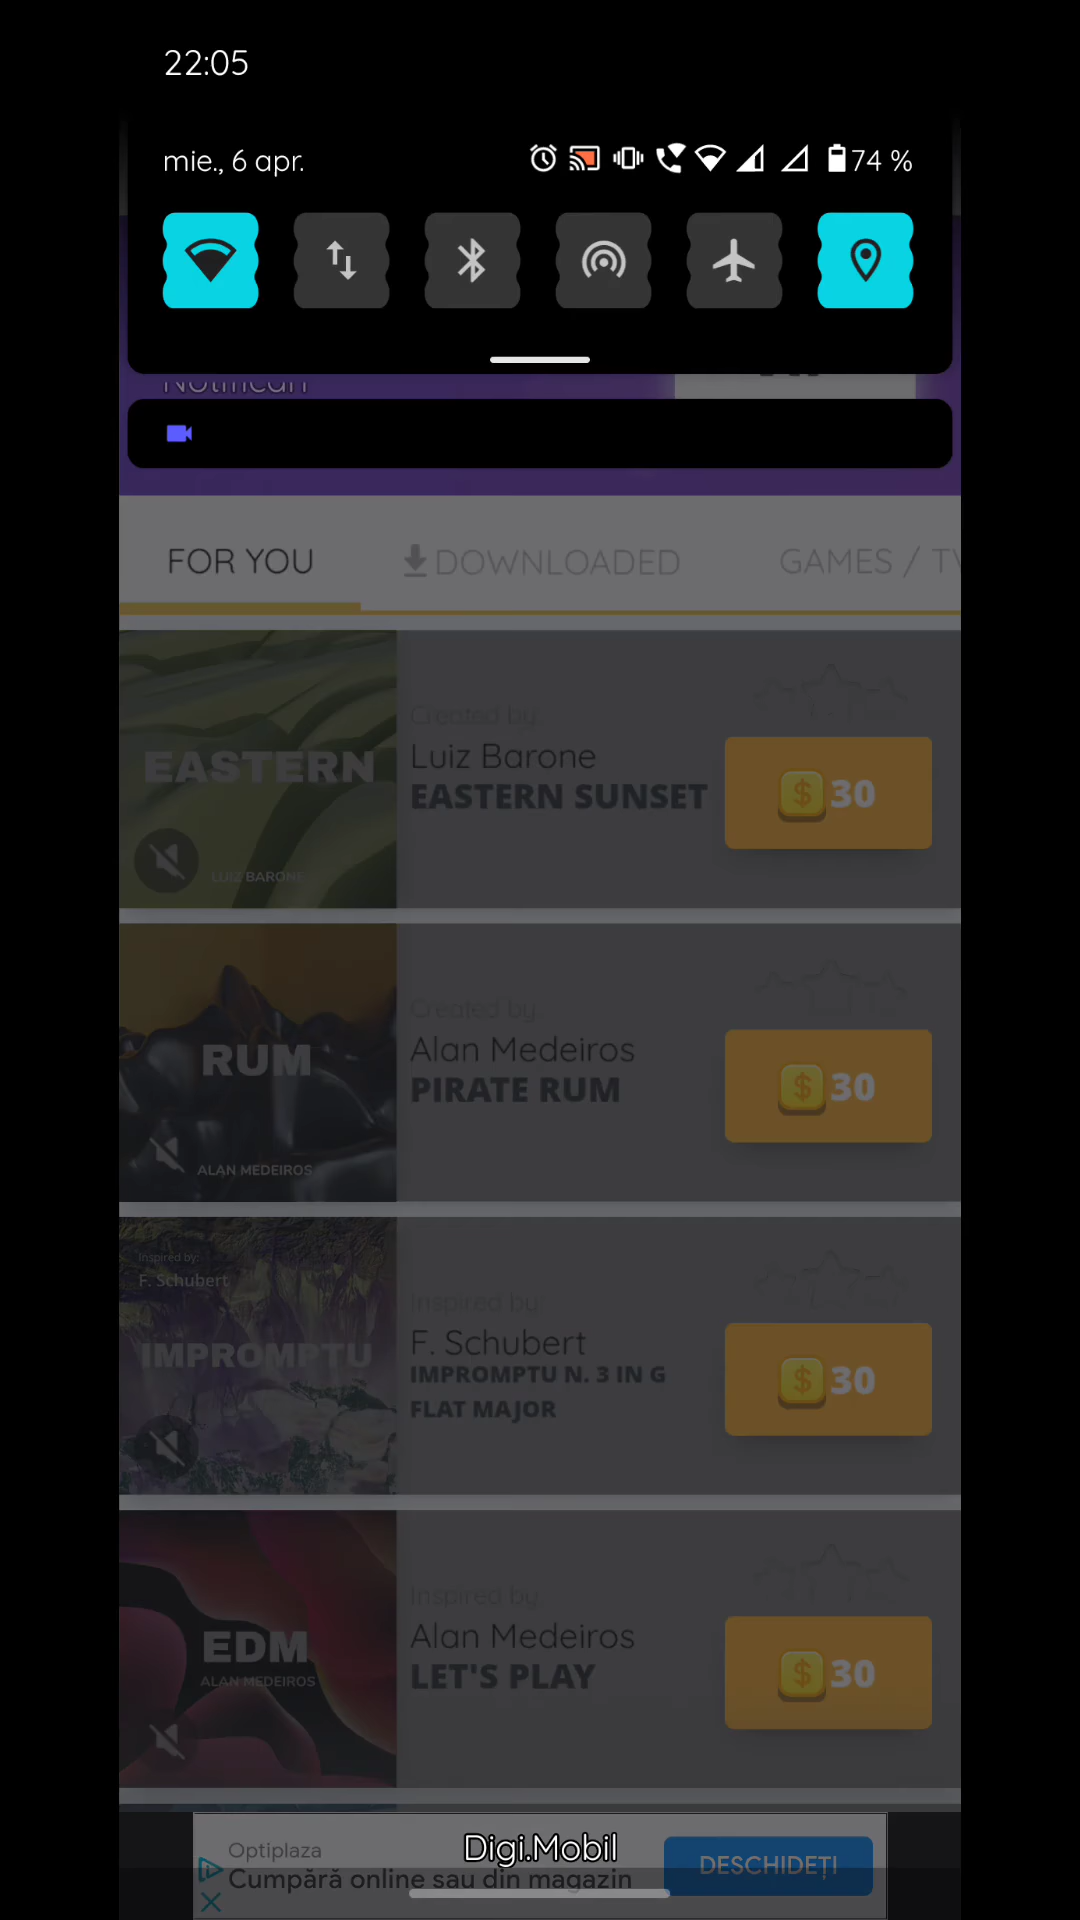 22:05
mie., 6 apr.
74 %
Notificări
FOR YOU
DOWNLOADED
GAMES / TV
EASTERN
LUIZ BARONE
Created by:
Luiz Barone
EASTERN SUNSET
$ 30
RUM
ALAN MEDEIROS
Created by:
Alan Medeiros
PIRATE RUM
$ 30
Inspired by:
F. Schubert
IMPROMPTU
Inspired by:
F. Schubert
IMPROMPTU N. 3 IN G
FLAT MAJOR
$ 30
EDM
ALAN MEDEIROS
Inspired by:
Alan Medeiros
LET'S PLAY
$ 30
Optiplaza
Cumpără online sau din magazin
Digi.Mobil
DESCHIDEȚI